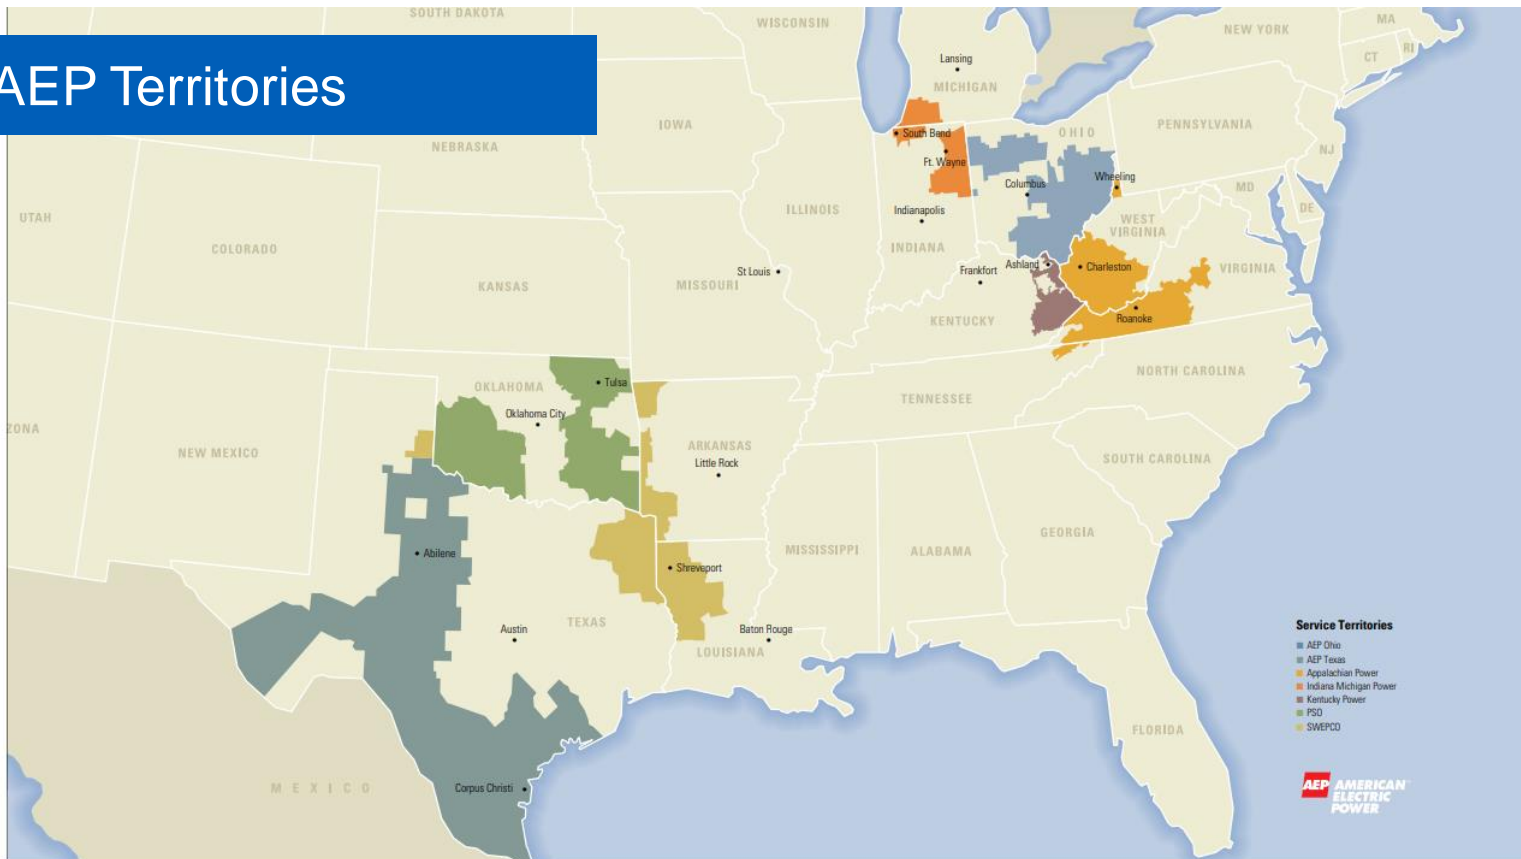 AEP Territories
SOUTH DAKOTA
WISCONSIN
NEW YORK
MA
CT
RI
Lansing
MICHIGAN
IOWA
NEBRASKA
South Bend
Ft. Wayne
OHIO
PENNSYLVANIA
NJ
UTAH
COLORADO
ILLINOIS
Indianapolis
INDIANA
Columbus
Wheeling
WEST
VIRGINIA
MD
DE
KANSAS
St Louis
MISSOURI
Frankfort
Ashland
Charleston
VIRGINIA
KENTUCKY
Roanoke
OKLAHOMA
Tulsa
Oklahoma City
TENNESSEE
NORTH CAROLINA
ZONA
NEW MEXICO
ARKANSAS
Little Rock
SOUTH CAROLINA
Abilene
Shreveport
MISSISSIPPI
ALABAMA
GEORGIA
Austin
TEXAS
Baton Rouge
LOUISIANA
FLORIDA
MEXICO
Corpus Christi
Service Territories
AEP Ohio
AEP Texas
Appalachian Power
Indiana Michigan Power
Kentucky Power
PSO
SWEPCO
AEP AMERICAN
ELECTRIC
POWER